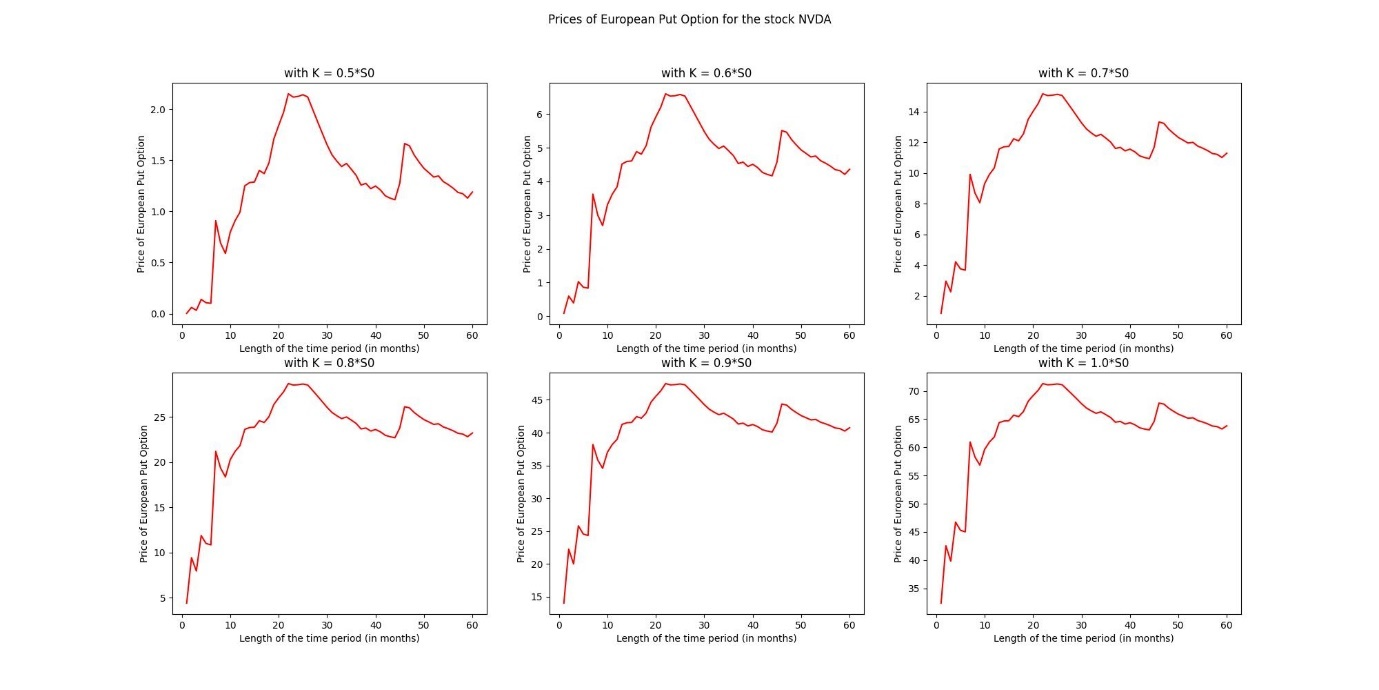 Prices of European Put Option for the stock NVDA
with K = 0.5*S0
Price of European Put Option
2.0
1.5
1.0
0.5
0.0
0 10 20 30 40 50 60
Length of the time period (in months)
with K = 0.6*S0
Price of European Put Option
6
5
4
3
2
1
0
0 10 20 30 40 50 60
Length of the time period (in months)
with K = 0.7*S0
Price of European Put Option
14
12
10
8
6
4
2
0 10 20 30 40 50 60
Length of the time period (in months)
with K = 0.8*S0
Price of European Put Option
25
20
15
10
5
0 10 20 30 40 50 60
Length of the time period (in months)
with K = 0.9*S0
Price of European Put Option
45
40
35
30
25
20
15
0 10 20 30 40 50 60
Length of the time period (in months)
with K = 1.0*S0
Price of European Put Option
70
65
60
55
50
45
40
35
0 10 20 30 40 50 60
Length of the time period (in months)